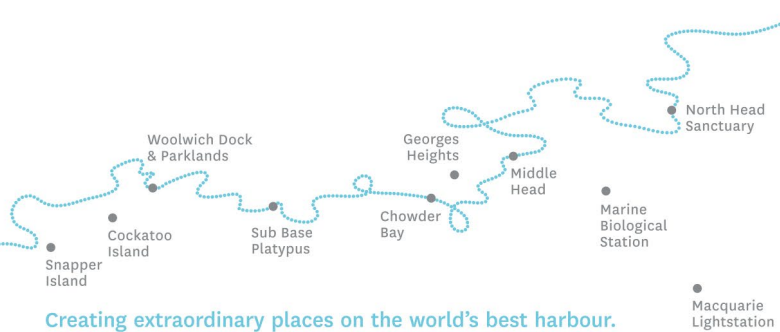 North Head
Sanctuary
Woolwich Dock
& Parklands
Georges
Heights
Middle
Head
Marine
Biological
Station
Chowder
Bay
Sub Base
Platypus
Cockatoo
Island
Snapper
Island
Macquarie
Lightstation
Creating extraordinary places on the world's best harbour.